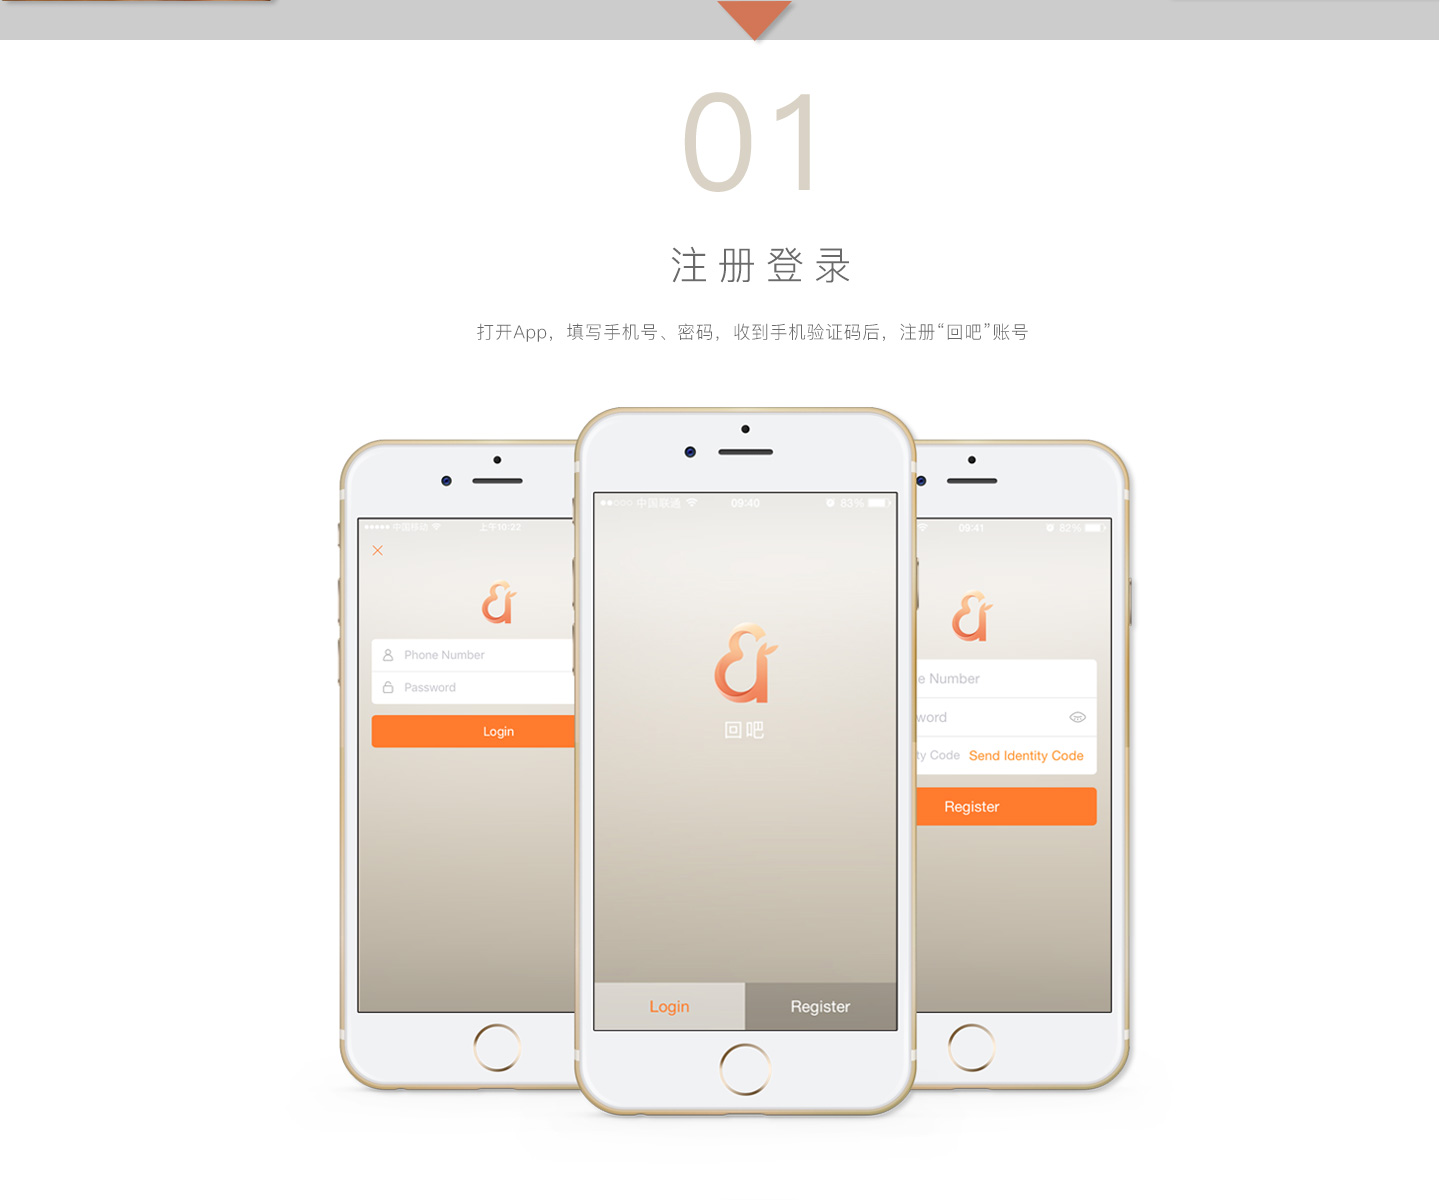 01
注册登录
打开App，填写手机号、密码，收到手机验证码后，注册“回吧”账号
中国移动 上午10:22
Phone Number
Password
Login
中国联通 09:40 83%
回吧
Login Register
09:41 82%
e Number
word
ty Code Send Identity Code
Register